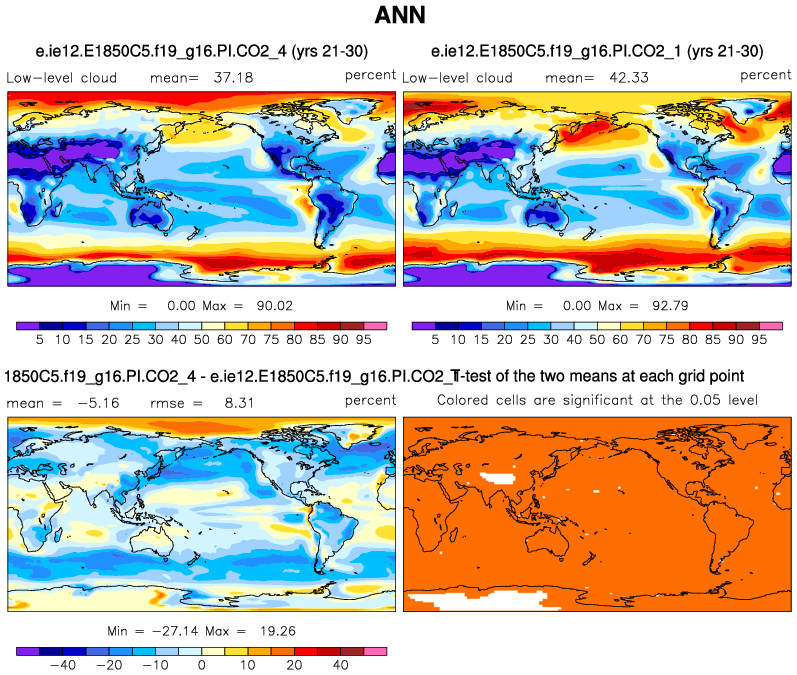 ANN
e.ie12.E1850C5.f19_g16.PI.CO2_4 (yrs 21-30)
e.ie12.E1850C5.f19_g16.PI.CO2_1 (yrs 21-30)
Low-level cloud mean= 37.18 percent
Low-level cloud mean= 42.33 percent
Min = 0.00 Max = 90.02
Min = 0.00 Max = 92.79
5 10 15 20 25 30 40 50 60 70 80 85 90 95
5 10 15 20 25 30 40 50 60 70 80 85 90 95
1850C5.f19_g16.PI.CO2_4 - e.ie12.E1850C5.f19_g16.PI.CO2_1
T-test of the two means at each grid point
mean = -5.16 rmse = 8.31 percent
Colored cells are significant at the 0.05 level
Min = -27.14 Max = 19.26
-40 -20 -10 0 10 20 40